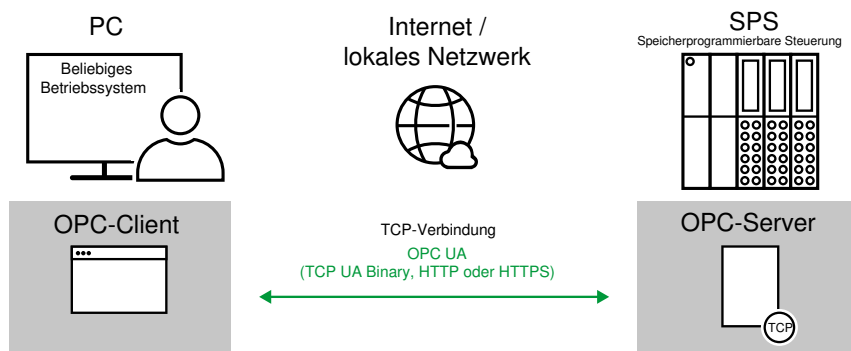 PC
Beliebiges
Betriebssystem
Internet /
lokales Netzwerk
SPS
Speicherprogrammierbare Steuerung
OPC-Client
TCP-Verbindung
OPC UA
(TCP UA Binary, HTTP oder HTTPS)
OPC-Server
TCP